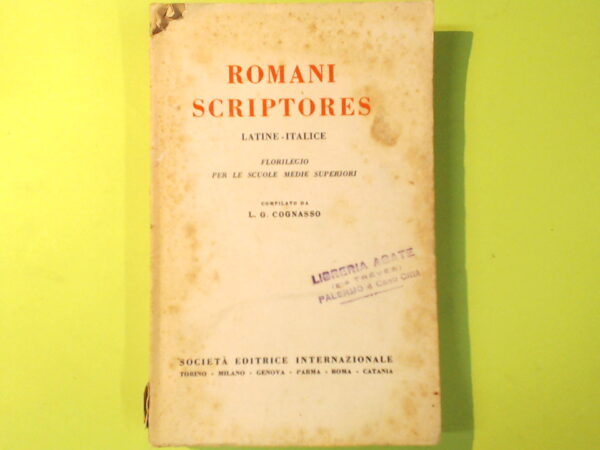 ROMANI
SCRIPTORES
LATINE - ITALICE
FLORILEGIO
PER LE SCUOLE MEDIE SUPERIORI
COMPILATO DA
L. G. COGNASSO
LIBRERIA AGATE
PALERMO
SOCIETÀ EDITRICE INTERNAZIONALE
TORINO - MILANO - GENOVA - PARMA - ROMA - CATANIA